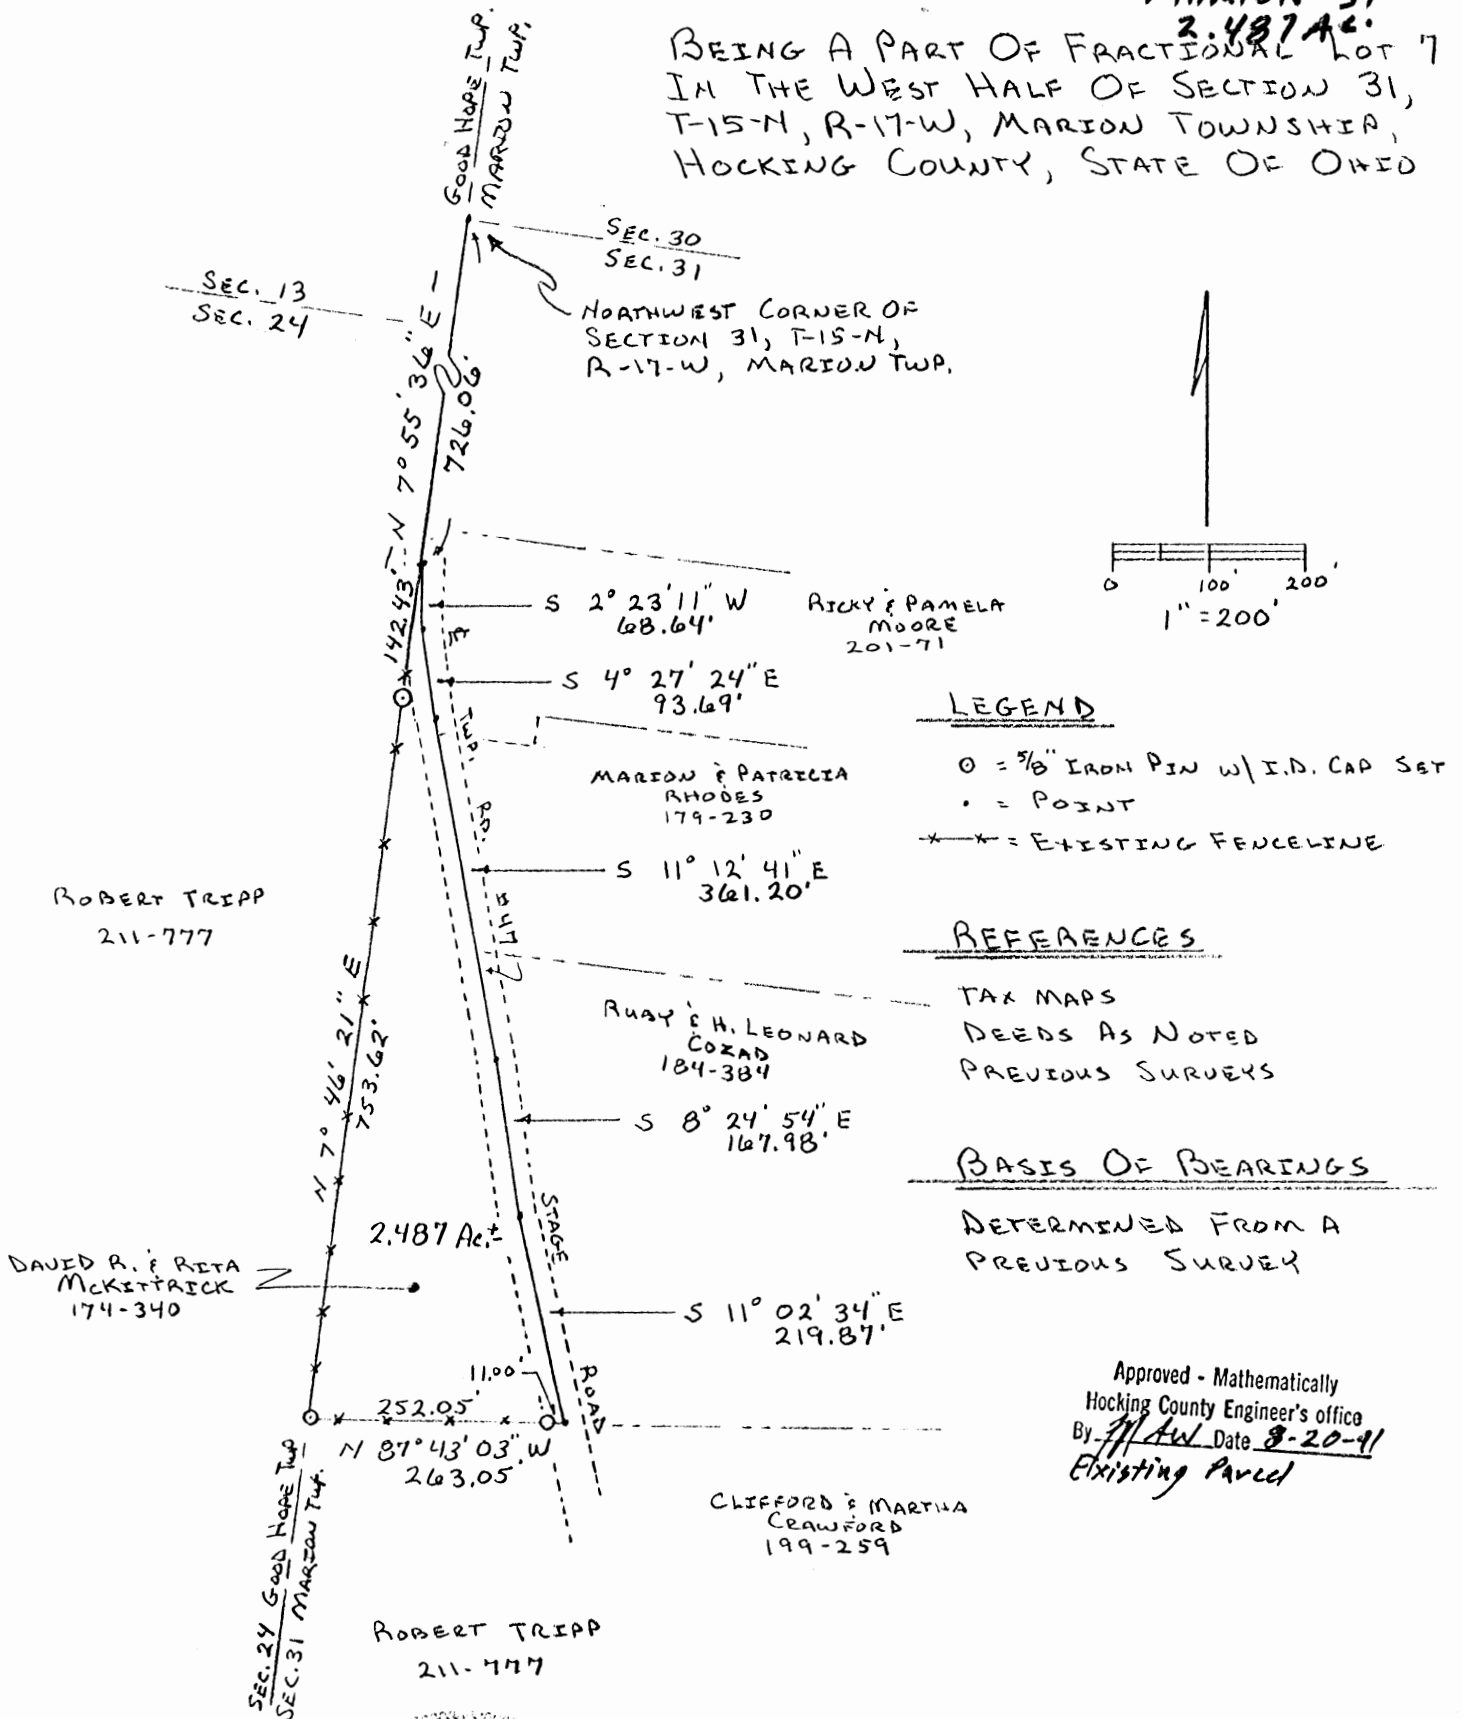 2.487 Ac.
BEING A PART OF FRACTIONAL LOT 7
IN THE WEST HALF OF SECTION 31,
T-15-N, R-17-W, MARION TOWNSHIP,
HOCKING COUNTY, STATE OF OHIO
GOOD HOPE TWP.
MARION TWP.
SEC. 30
SEC. 31
SEC. 13
SEC. 24
NORTHWEST CORNER OF
SECTION 31, T-15-N,
R-17-W, MARION TWP.
N 7° 55' 36" E
726.06'
142.43'
0 100' 200'
1" = 200'
S 2° 23' 11" W
68.64'
RICKY & PAMELA
MOORE
201-71
S 4° 27' 24" E
93.69'
TWP. RD. #47
MARION & PATRICIA
RHODES
179-230
S 11° 12' 41" E
361.20'
LEGEND
⊙ = 5/8" IRON PIN W/ I.D. CAP SET
• = POINT
x—x = EXISTING FENCELINE
ROBERT TRIPP
211-777
REFERENCES
TAX MAPS
DEEDS AS NOTED
PREVIOUS SURVEYS
N 7° 46' 21" E
753.62'
RUBY & H. LEONARD
COZAD
184-384
S 8° 24' 54" E
167.98'
BASIS OF BEARINGS
DETERMINED FROM A
PREVIOUS SURVEY
2.487 Ac.±
STAGE ROAD
DAVID R. & RITA
MCKITTRICK
174-340
S 11° 02' 34" E
219.87'
11.00'
252.05'
N 87° 43' 03" W
263.05'
Approved - Mathematically
Hocking County Engineer's office
By Date 8-20-91
Existing Parcel
CLIFFORD & MARTHA
CRAWFORD
199-259
SEC. 24 GOOD HOPE TWP
SEC. 31 MARION TWP.
ROBERT TRIPP
211-777